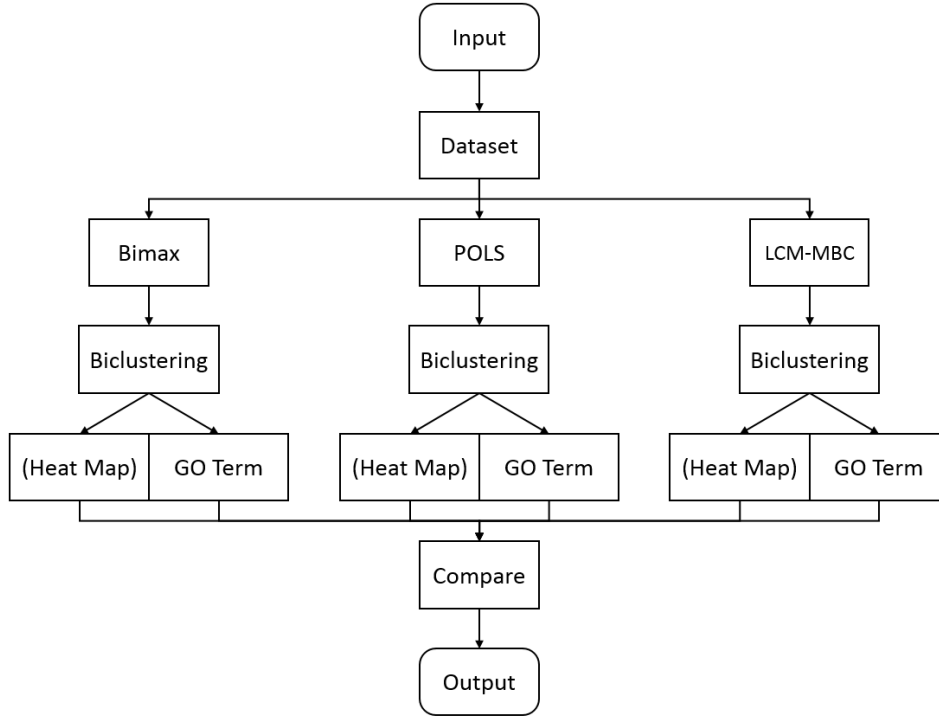 Input
Dataset
Bimax
POLS
LCM-MBC
Biclustering
Biclustering
Biclustering
(Heat Map)
GO Term
(Heat Map)
GO Term
(Heat Map)
GO Term
Compare
Output